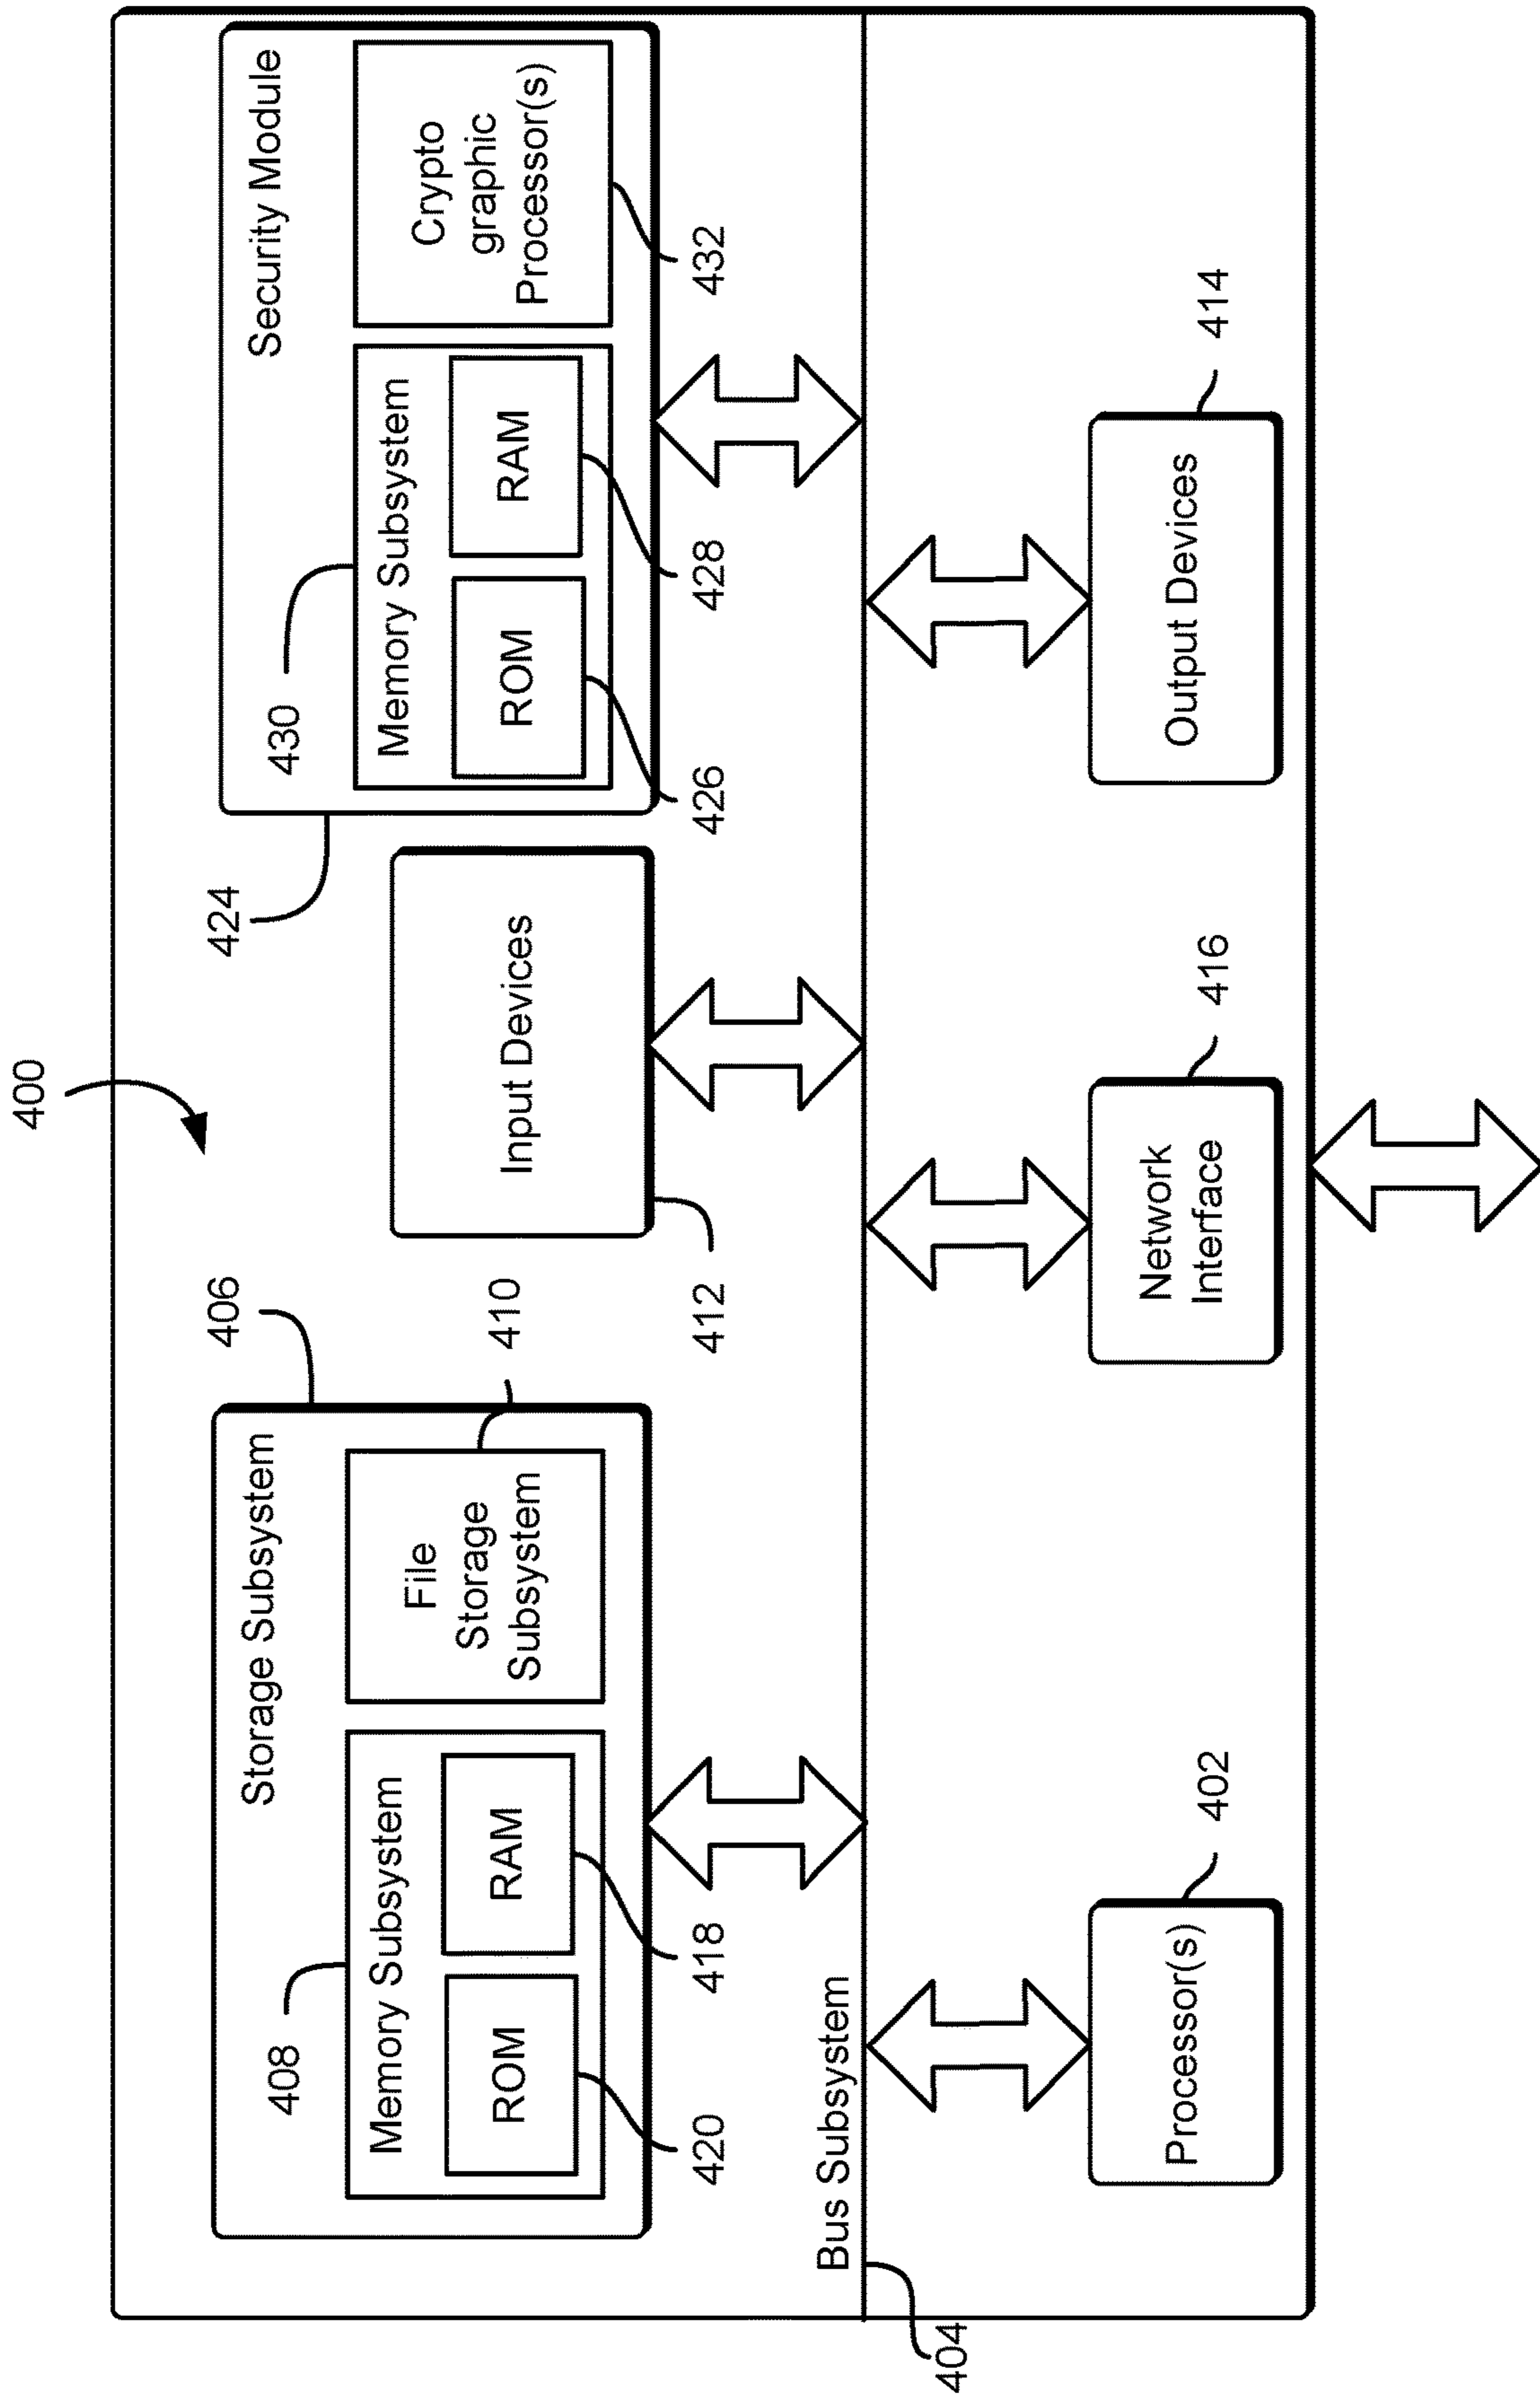 400
406
Storage Subsystem
408
Memory Subsystem
ROM
RAM
420
418
File
Storage
Subsystem
410
Input Devices
412
424
Security Module
430
Memory Subsystem
ROM
RAM
426
428
Crypto
graphic
Processor(s)
432
Bus Subsystem
404
Processor(s)
402
Network
Interface
416
Output Devices
414